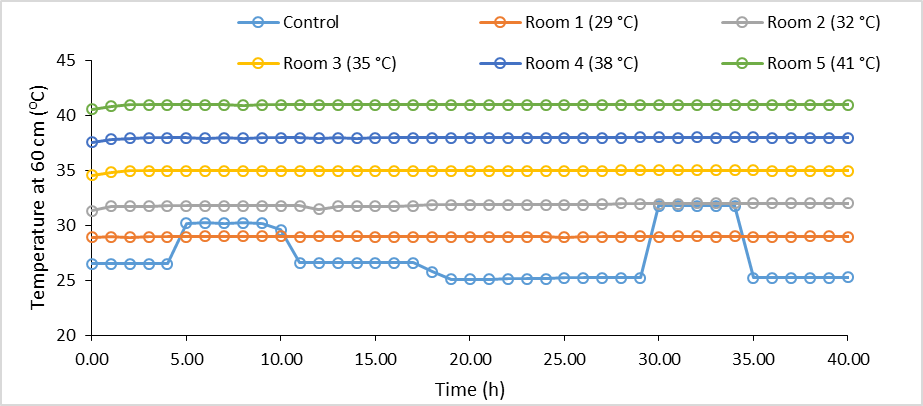 Control Room 1 (29 °C) Room 2 (32 °C)
Room 3 (35 °C) Room 4 (38 °C) Room 5 (41 °C)
Temperature at 60 cm (°C)
45
40
35
30
25
20
0.00 5.00 10.00 15.00 20.00 25.00 30.00 35.00 40.00
Time (h)